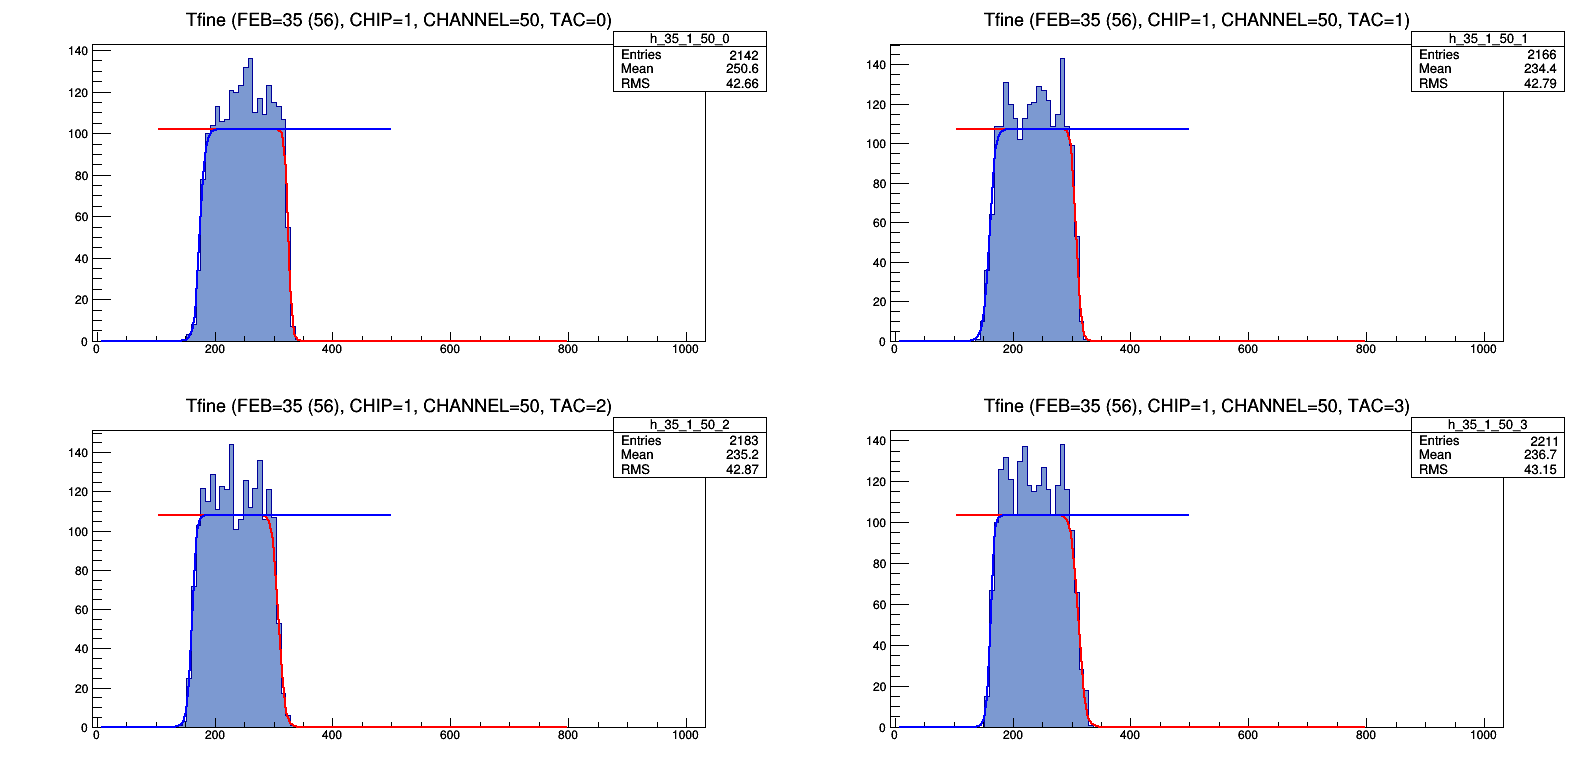 Tfine (FEB=35 (56), CHIP=1, CHANNEL=50, TAC=0)
h_35_1_50_0
Entries 2142
Mean 250.6
RMS 42.66
140
120
100
80
60
40
20
0
0 200 400 600 800 1000
Tfine (FEB=35 (56), CHIP=1, CHANNEL=50, TAC=1)
h_35_1_50_1
Entries 2166
Mean 234.4
RMS 42.79
140
120
100
80
60
40
20
0
0 200 400 600 800 1000
Tfine (FEB=35 (56), CHIP=1, CHANNEL=50, TAC=2)
h_35_1_50_2
Entries 2183
Mean 235.2
RMS 42.87
140
120
100
80
60
40
20
0
0 200 400 600 800 1000
Tfine (FEB=35 (56), CHIP=1, CHANNEL=50, TAC=3)
h_35_1_50_3
Entries 2211
Mean 236.7
RMS 43.15
140
120
100
80
60
40
20
0
0 200 400 600 800 1000